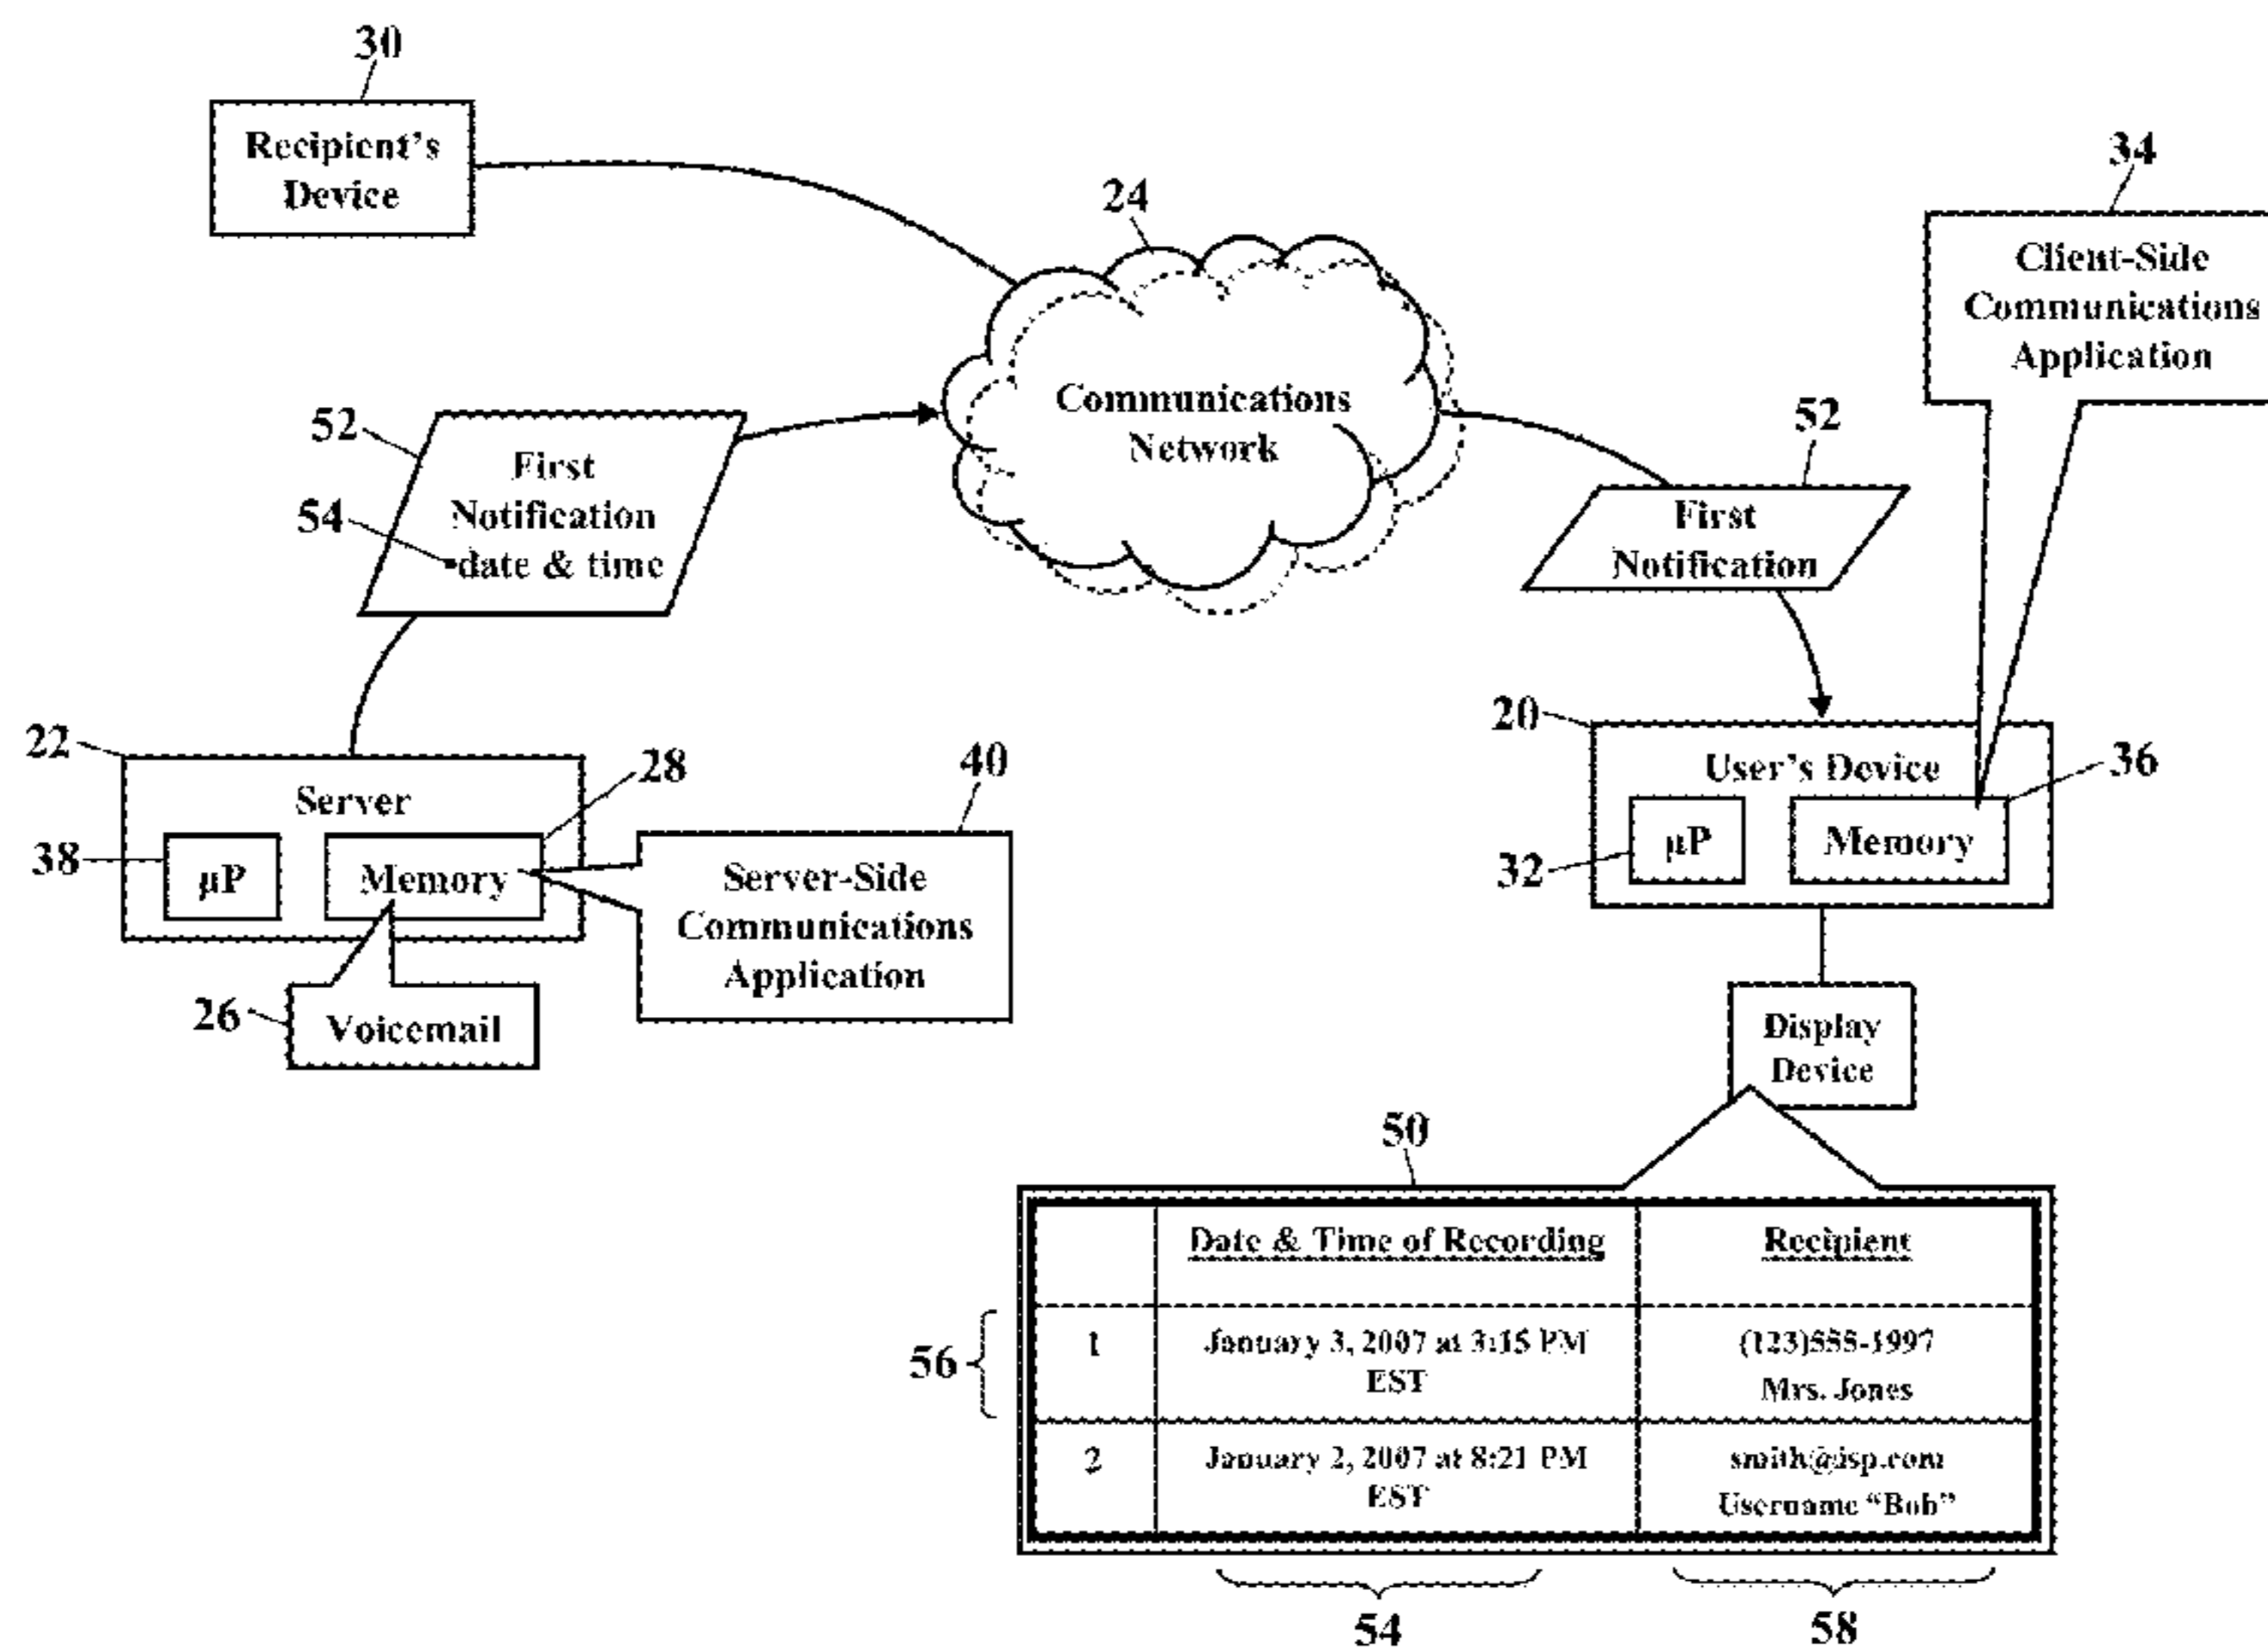 30
Recipient's
Device
24
34
Client-Side
Communications
Application
Communications
Network
52
First
Notification
54
•date & time
52
First
Notification
22
Server
28
38
μP
Memory
40
Server-Side
Communications
Application
26
Voicemail
20
User's Device
36
32
μP
Memory
Display
Device
50
Date & Time of Recording
Recipient
56
1
January 3, 2007 at 3:15 PM
EST
(123)555-1997
Mrs. Jones
2
January 2, 2007 at 8:21 PM
EST
smith@isp.com
Username “Bob”
54
58